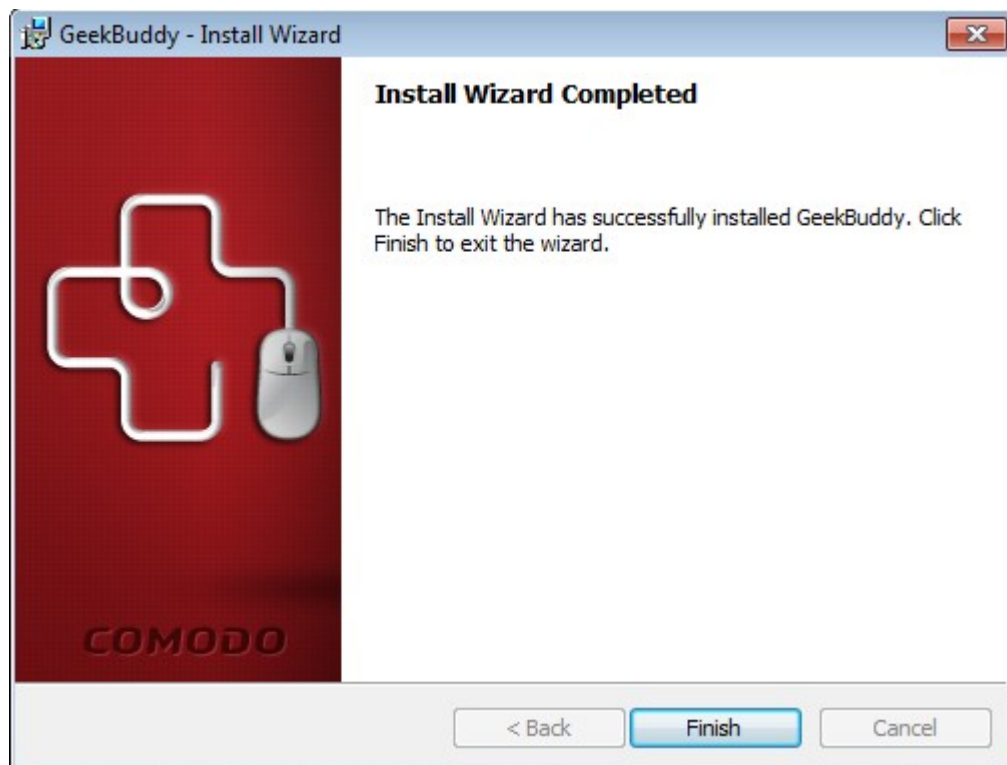 GeekBuddy - Install Wizard
Install Wizard Completed
The Install Wizard has successfully installed GeekBuddy. Click
Finish to exit the wizard.
COMODO
< Back
Finish
Cancel